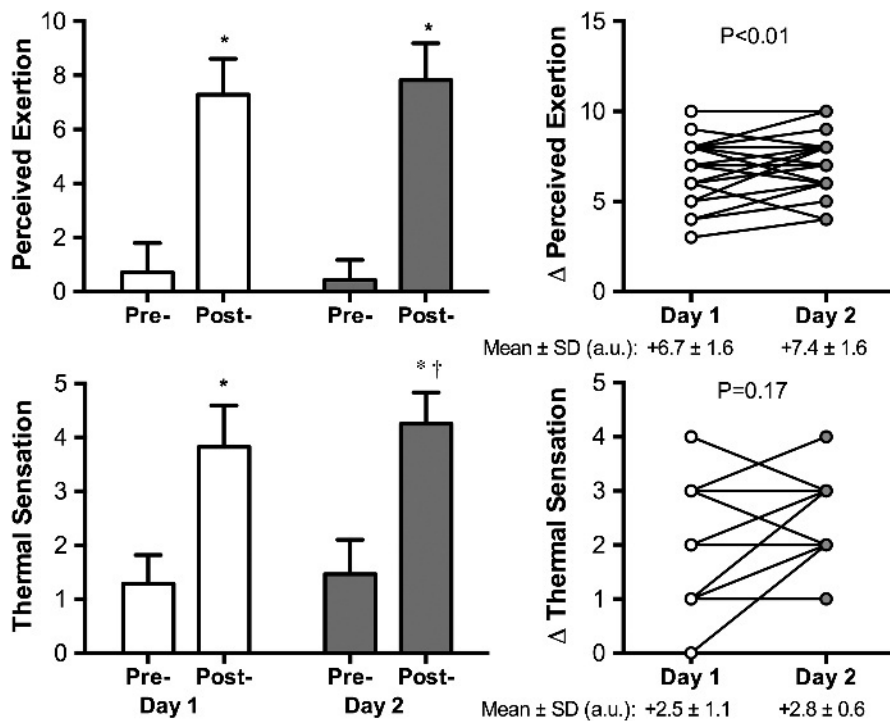 Perceived Exertion
10
8
6
4
2
0
* *
Pre- Post- Pre- Post-
Δ Perceived Exertion
15
10
5
0
P<0.01
Day 1 Day 2
Mean ± SD (a.u.): +6.7 ± 1.6 +7.4 ± 1.6
Thermal Sensation
5
4
3
2
1
0
* * †
Pre- Post- Pre- Post-
Day 1 Day 2
Δ Thermal Sensation
5
4
3
2
1
0
P=0.17
Day 1 Day 2
Mean ± SD (a.u.): +2.5 ± 1.1 +2.8 ± 0.6